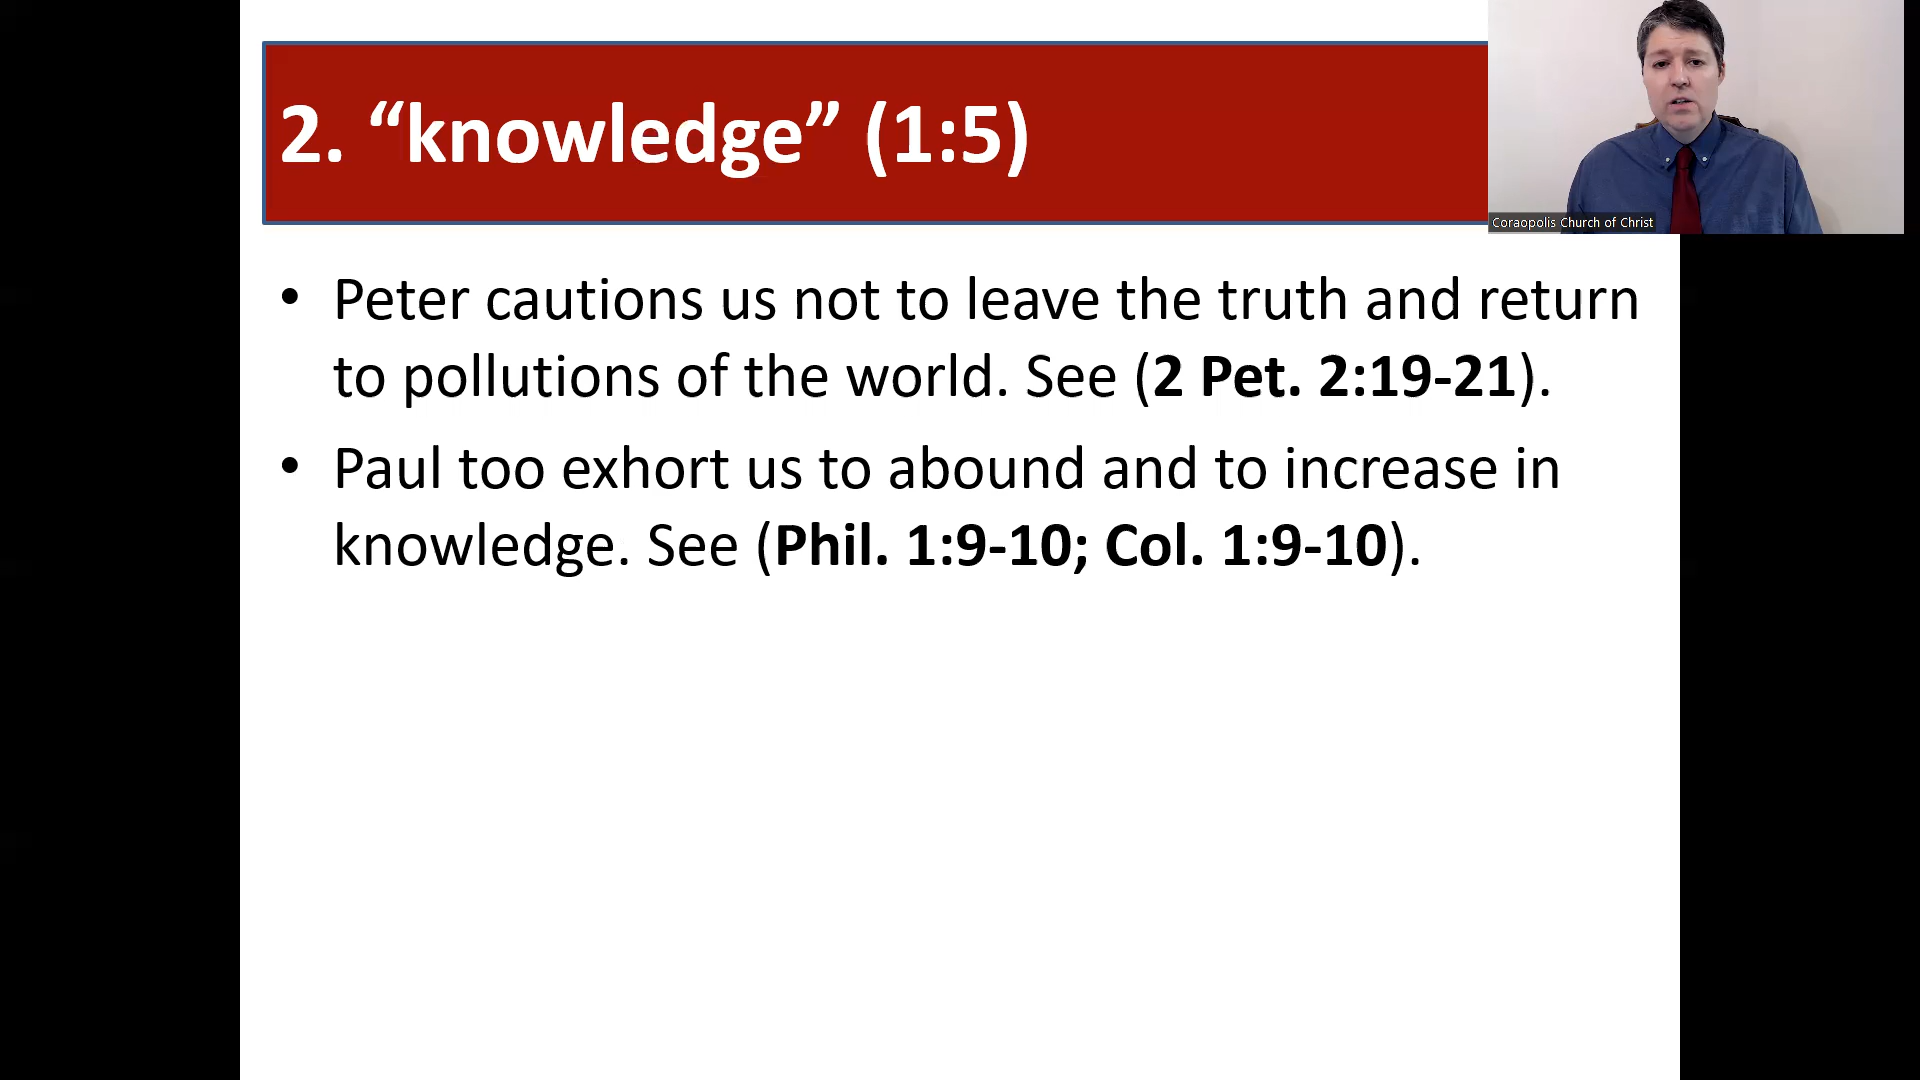 2. “knowledge” (1:5)
Coraopolis Church of Christ
• Peter cautions us not to leave the truth and return
to pollutions of the world. See (2 Pet. 2:19-21).
• Paul too exhort us to abound and to increase in
knowledge. See (Phil. 1:9-10; Col. 1:9-10).